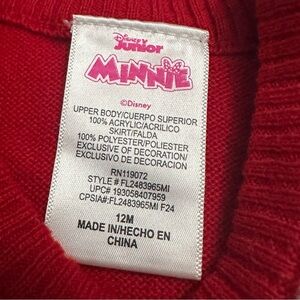 Disney
Junior
MINNIE
©Disney
UPPER BODY/CUERPO SUPERIOR
100% ACRYLIC/ACRILICO
SKIRT/FALDA
100% POLYESTER/POLIESTER
EXCLUSIVE OF DECORATION/
EXCLUSIVO DE DECORACION
RN119072
STYLE # FL2483965MI
UPC# 193058407959
CPSIA#:FL2483965MI F24
12M
MADE IN/HECHO EN
CHINA